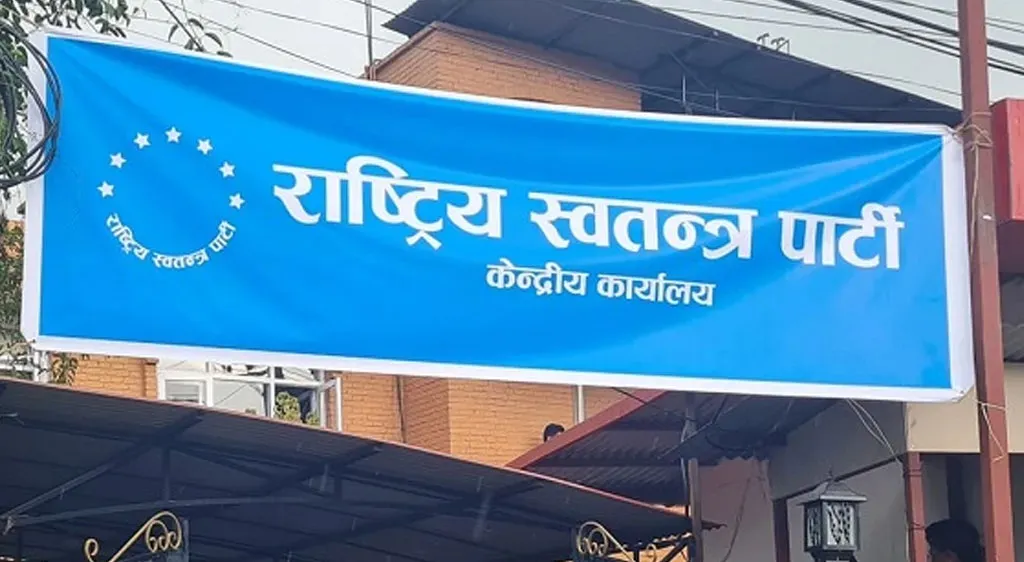 राष्ट्रिय स्वतन्त्र पार्टी
राष्ट्रिय स्वतन्त्र पार्टी
केन्द्रीय कार्यालय